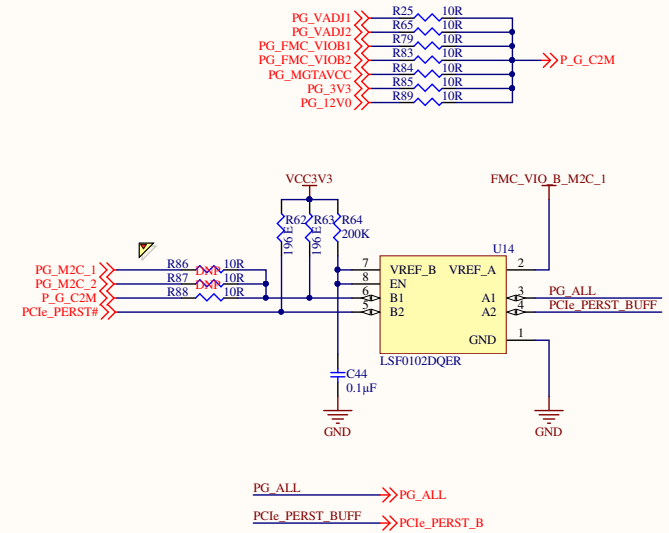 PG_VADJ1 R25 10R
PG_VADJ2 R65 10R
PG_FMC_VIOB1 R79 10R
PG_FMC_VIOB2 R83 10R P_G_C2M
PG_MGTAVCC R84 10R
PG_3V3 R85 10R
PG_12V0 R89 10R
VCC3V3 FMC_VIO_B_M2C_1
R62 R63 R64
196 E 196 E 200K
U14
PG_M2C_1 R86 DNP 10R 7 VREF_B VREF_A 2
PG_M2C_2 R87 DNP 10R 8 EN
P_G_C2M R88 10R 6 B1 A1 3 PG_ALL
PCIe_PERST# 5 B2 A2 4 PCIe_PERST_BUFF
GND 1
LSF0102DQER
C44
0.1µF
GND GND
PG_ALL PG_ALL
PCIe_PERST_BUFF PCIe_PERST_B